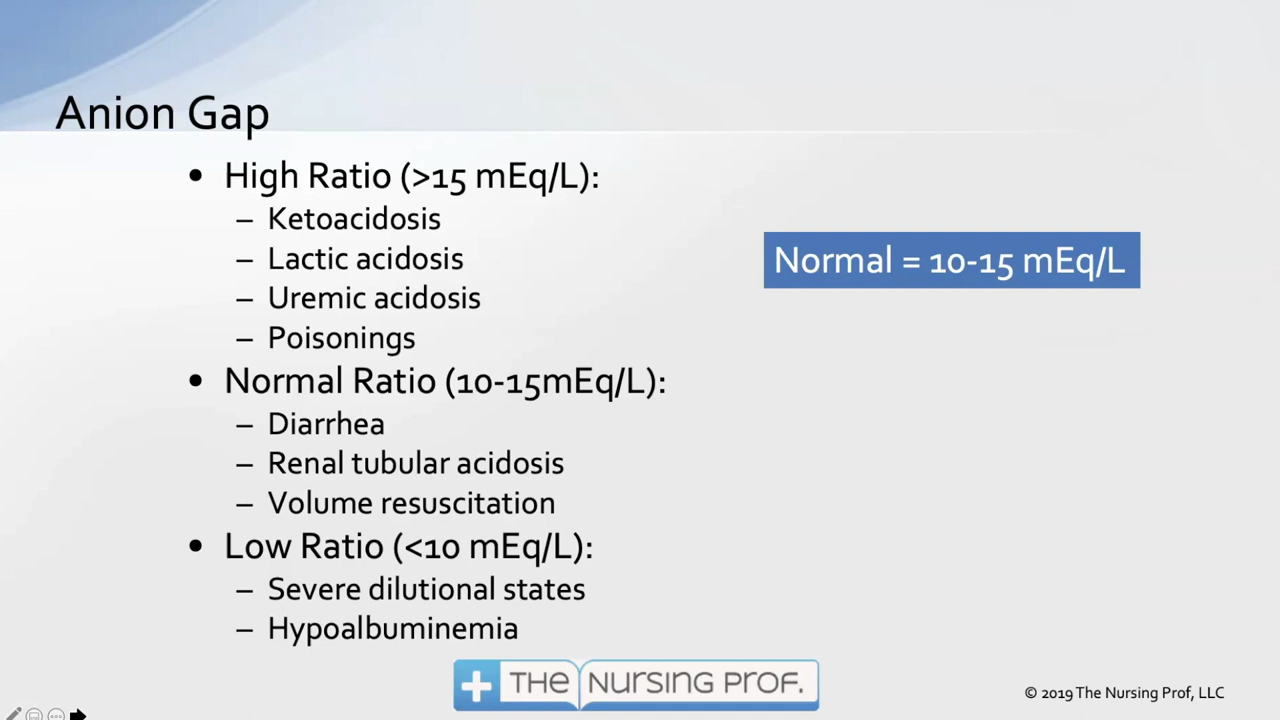 Anion Gap
• High Ratio (>15 mEq/L):
– Ketoacidosis
– Lactic acidosis
Normal = 10-15 mEq/L
– Uremic acidosis
– Poisonings
• Normal Ratio (10-15mEq/L):
– Diarrhea
– Renal tubular acidosis
– Volume resuscitation
• Low Ratio (<10 mEq/L):
– Severe dilutional states
– Hypoalbuminemia
THE NURSING PROF.
© 2019 The Nursing Prof, LLC